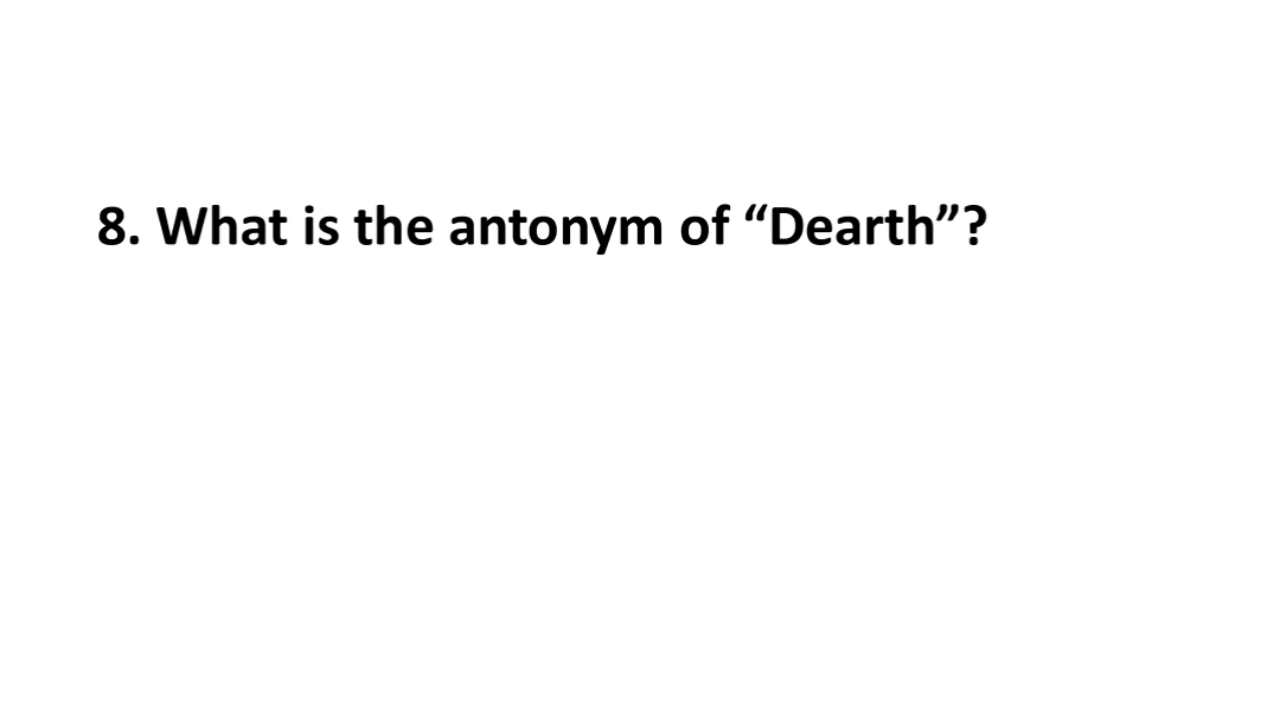 8. What is the antonym of “Dearth”?